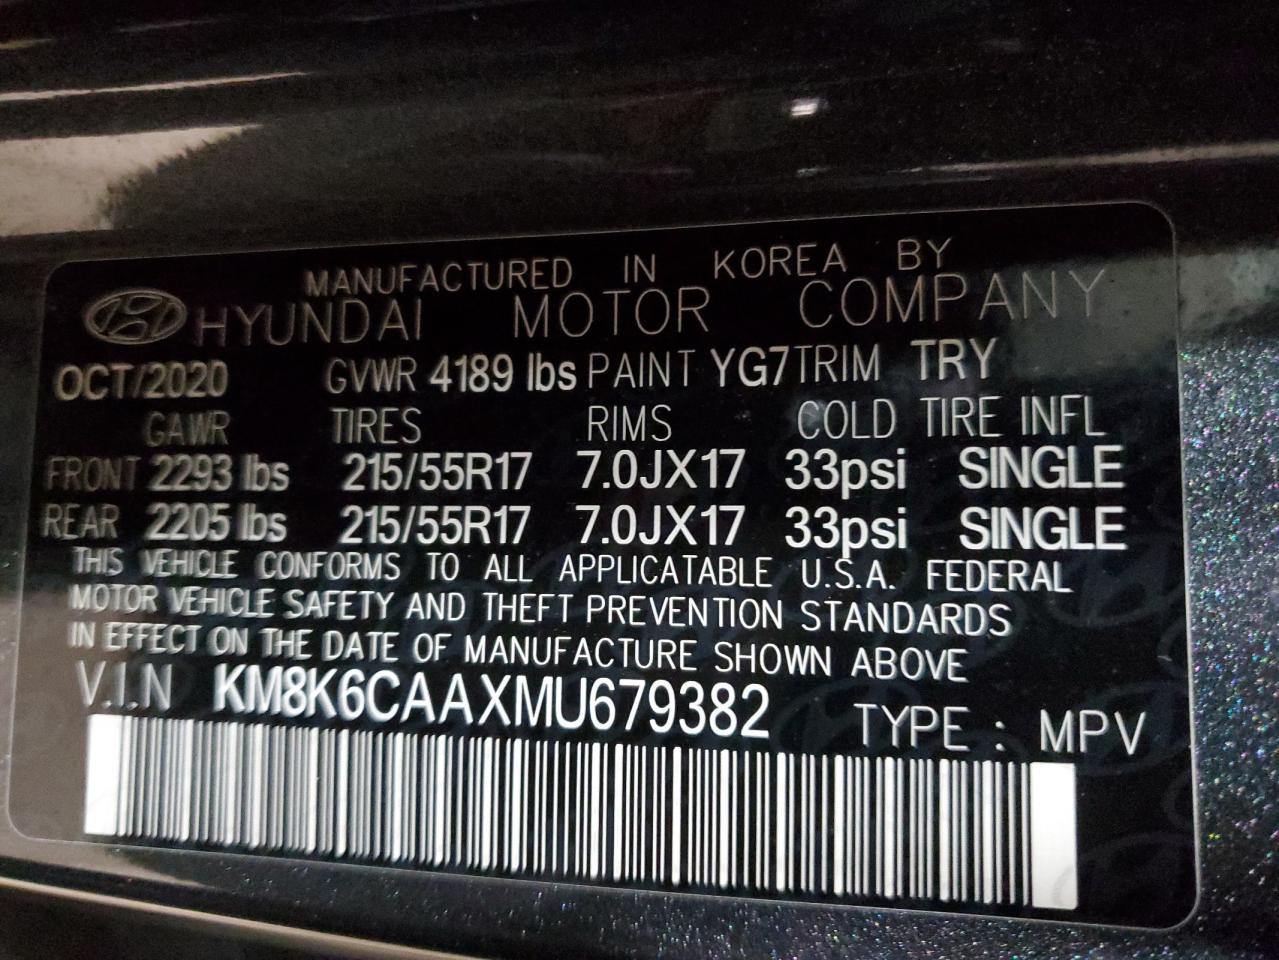 MANUFACTURED IN KOREA BY
HYUNDAI MOTOR COMPANY
OCT/2020 GVWR 4189 lbs PAINT YG7 TRIM TRY
GAWR TIRES RIMS COLD TIRE INFL
FRONT 2293 lbs 215/55R17 7.0JX17 33psi SINGLE
REAR 2205 lbs 215/55R17 7.0JX17 33psi SINGLE
THIS VEHICLE CONFORMS TO ALL APPLICATABLE U.S.A. FEDERAL
MOTOR VEHICLE SAFETY AND THEFT PREVENTION STANDARDS
IN EFFECT ON THE DATE OF MANUFACTURE SHOWN ABOVE
V.I.N KM8K6CAAXMU679382 TYPE : MPV